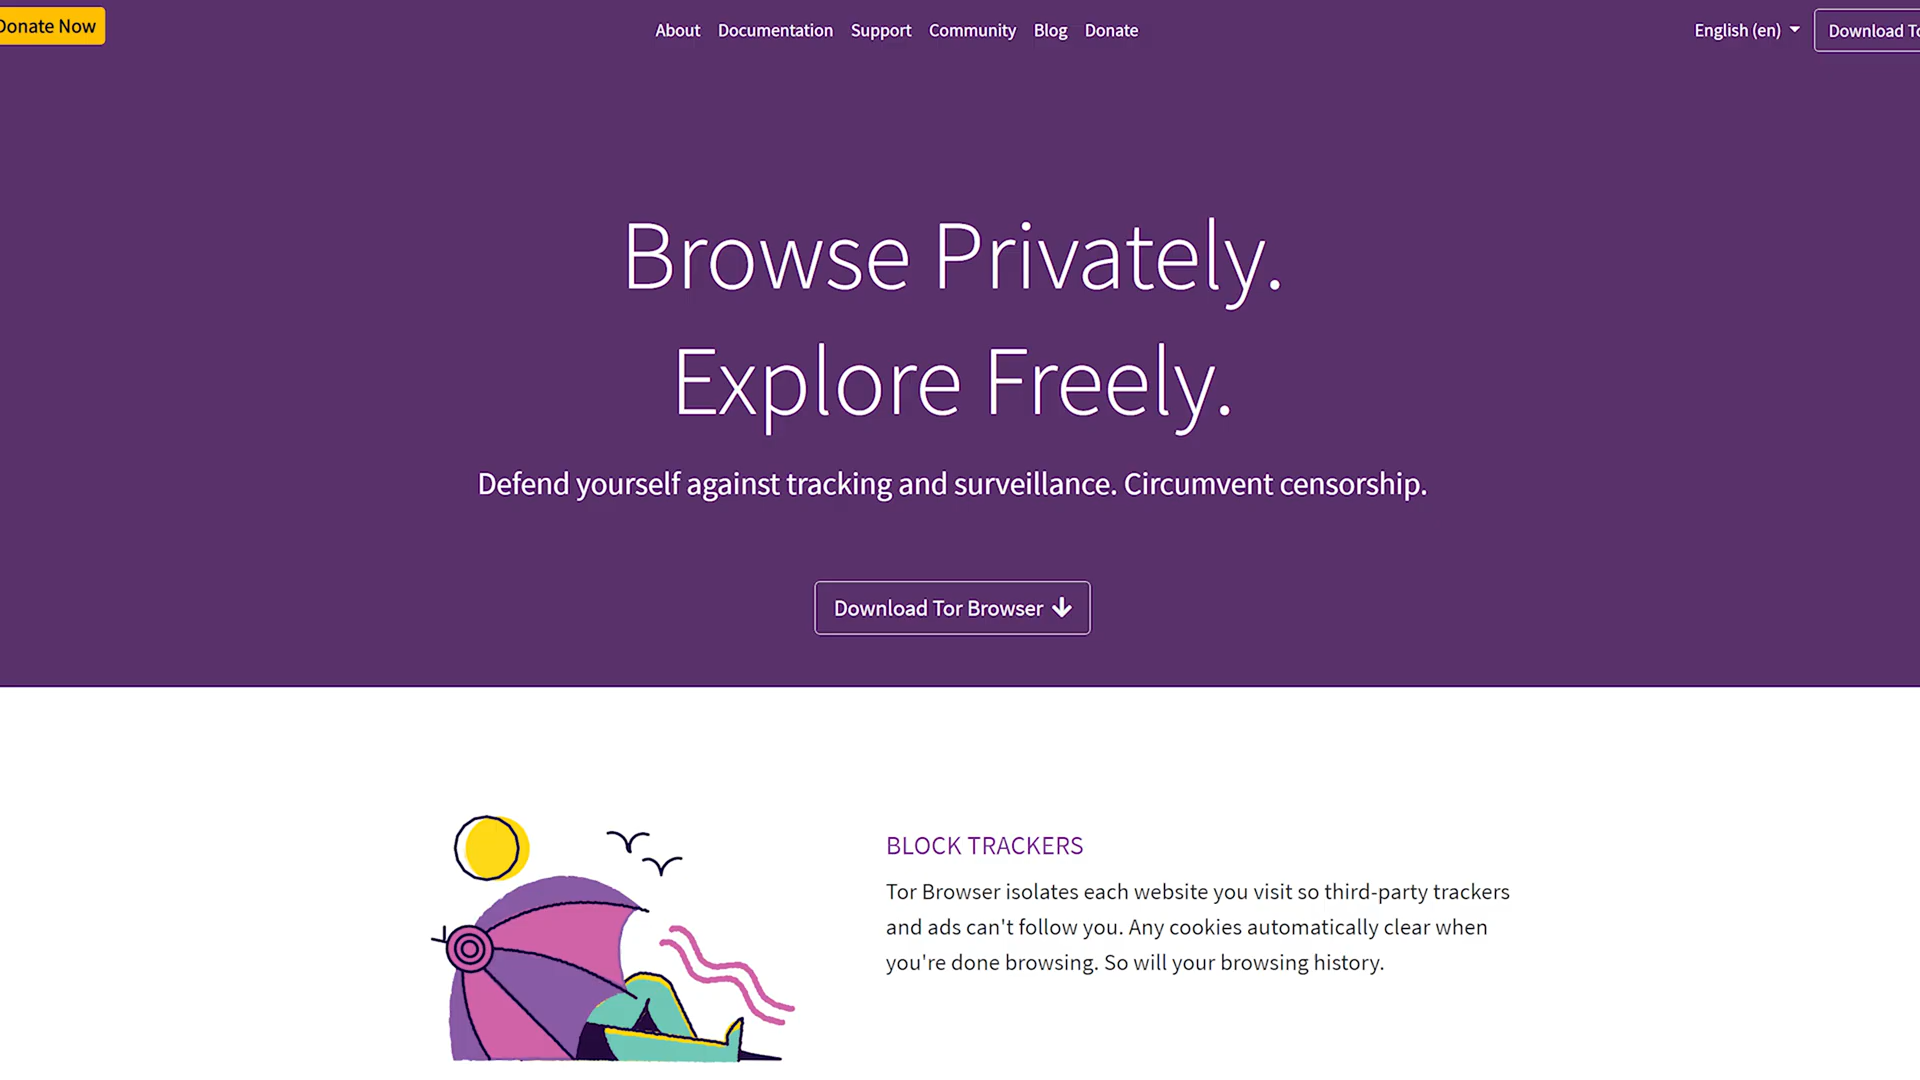 Donate Now
About Documentation Support Community Blog Donate
English (en)
Download
Browse Privately.
Explore Freely.
Defend yourself against tracking and surveillance. Circumvent censorship.
Download Tor Browser
BLOCK TRACKERS
Tor Browser isolates each website you visit so third-party trackers
and ads can't follow you. Any cookies automatically clear when
you're done browsing. So will your browsing history.